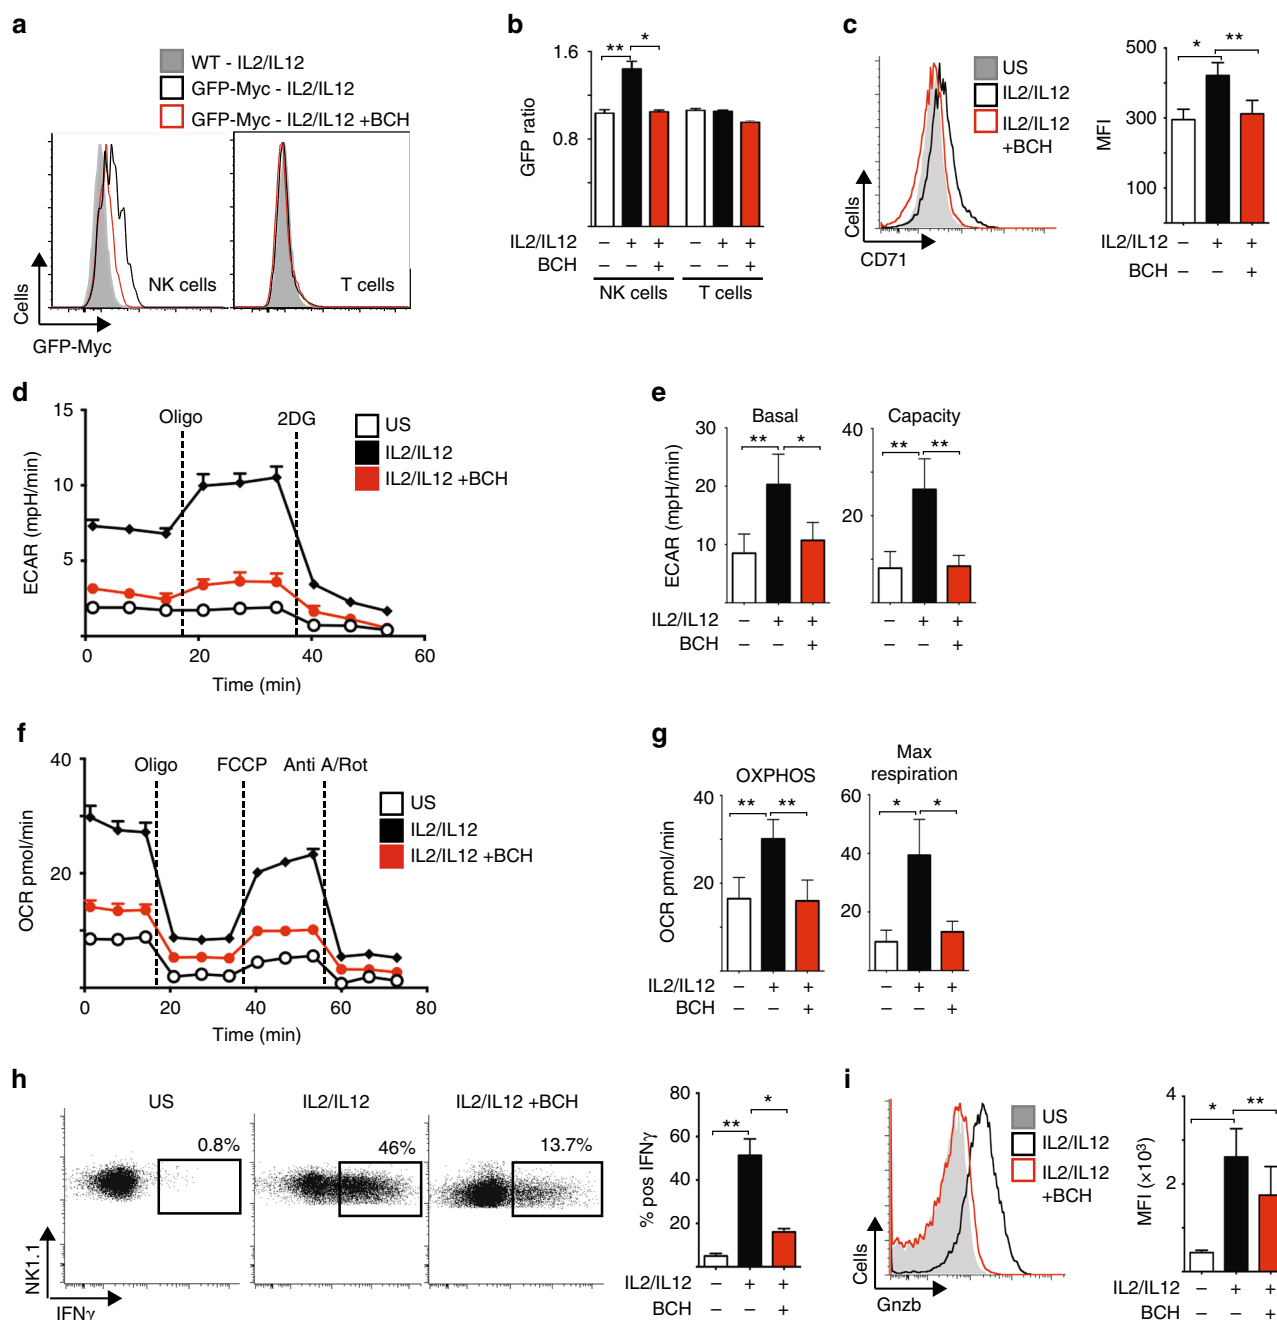 a
WT - IL2/IL12
GFP-Myc - IL2/IL12
GFP-Myc - IL2/IL12 +BCH
NK cells
T cells
Cells
GFP-Myc
b
1.6
0.8
GFP ratio
** *
IL2/IL12 – + + – + +
BCH – – + – – +
NK cells T cells
c
US
IL2/IL12
IL2/IL12
+BCH
Cells
CD71
500
300
100
MFI
* **
IL2/IL12 – + +
BCH – – +
d
15
10
5
ECAR (mpH/min)
Oligo 2DG
US
IL2/IL12
IL2/IL12 +BCH
0 20 40 60
Time (min)
e
Basal
30
20
10
ECAR (mpH/min)
** *
Capacity
40
20
** **
IL2/IL12 – + + – + +
BCH – – + – – +
f
40
20
OCR pmol/min
Oligo FCCP Anti A/Rot
US
IL2/IL12
IL2/IL12 +BCH
0 20 40 60 80
Time (min)
g
OXPHOS
40
20
OCR pmol/min
** **
Max
respiration
60
40
20
* *
IL2/IL12 – + + – + +
BCH – – + – – +
h
US IL2/IL12 IL2/IL12 +BCH
0.8% 46% 13.7%
NK1.1
IFNγ
80
60
40
20
% pos IFNγ
** *
IL2/IL12 – + +
BCH – – +
i
US
IL2/IL12
IL2/IL12
+BCH
Cells
Gnzb
4
2
MFI (×10³)
* **
IL2/IL12 – + +
BCH – – +